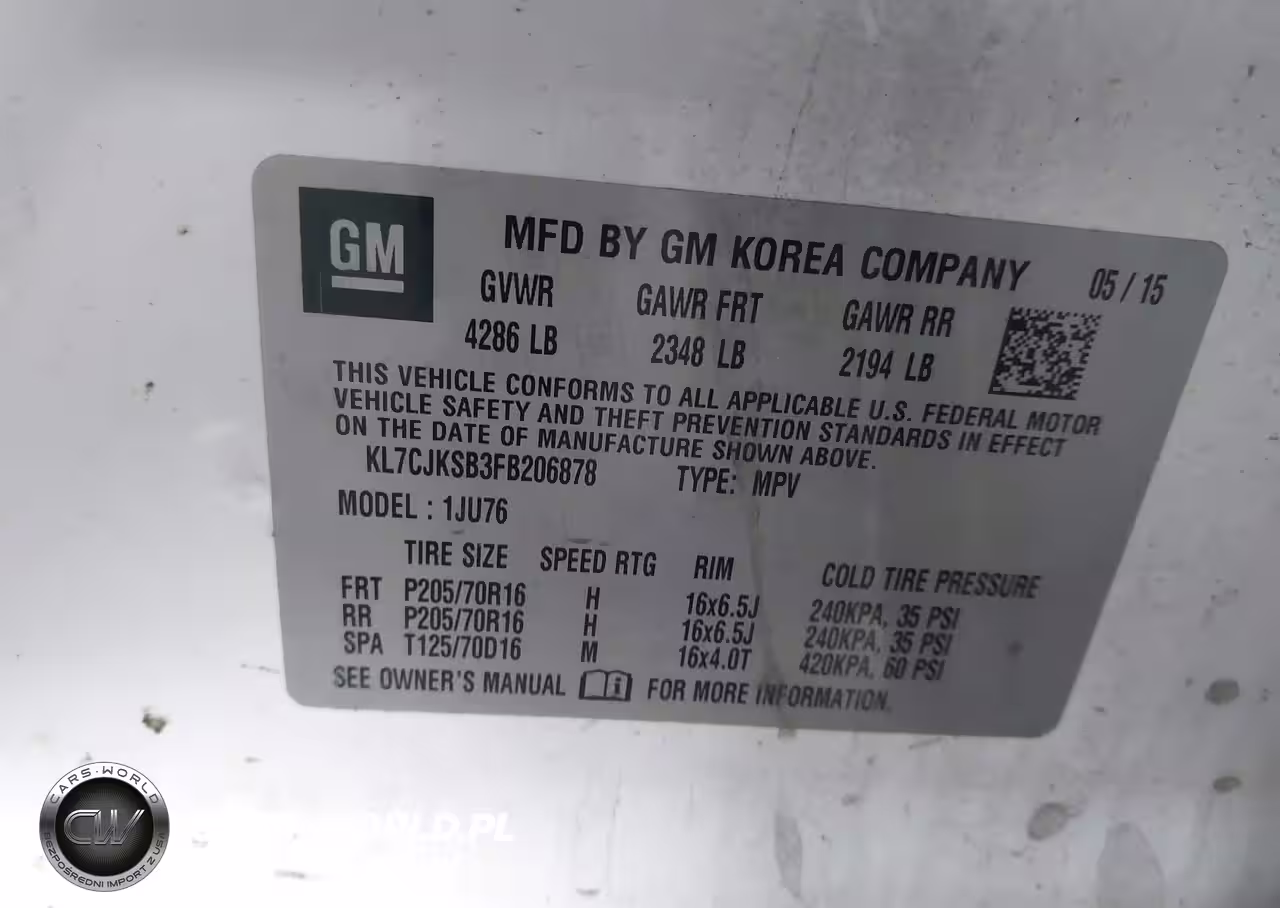 GM
MFD BY GM KOREA COMPANY 05 / 15
GVWR GAWR FRT GAWR RR
4286 LB 2348 LB 2194 LB
THIS VEHICLE CONFORMS TO ALL APPLICABLE U.S. FEDERAL MOTOR
VEHICLE SAFETY AND THEFT PREVENTION STANDARDS IN EFFECT
ON THE DATE OF MANUFACTURE SHOWN ABOVE.
KL7CJKSB3FB206878 TYPE: MPV
MODEL : 1JU76
TIRE SIZE SPEED RTG RIM COLD TIRE PRESSURE
FRT P205/70R16 H 16x6.5J 240KPA, 35 PSI
RR P205/70R16 H 16x6.5J 240KPA, 35 PSI
SPA T125/70D16 M 16x4.0T 420KPA, 60 PSI
SEE OWNER'S MANUAL i FOR MORE INFORMATION.
CARS-WORLD
CW
BEZPOŚREDNI IMPORT Z USA